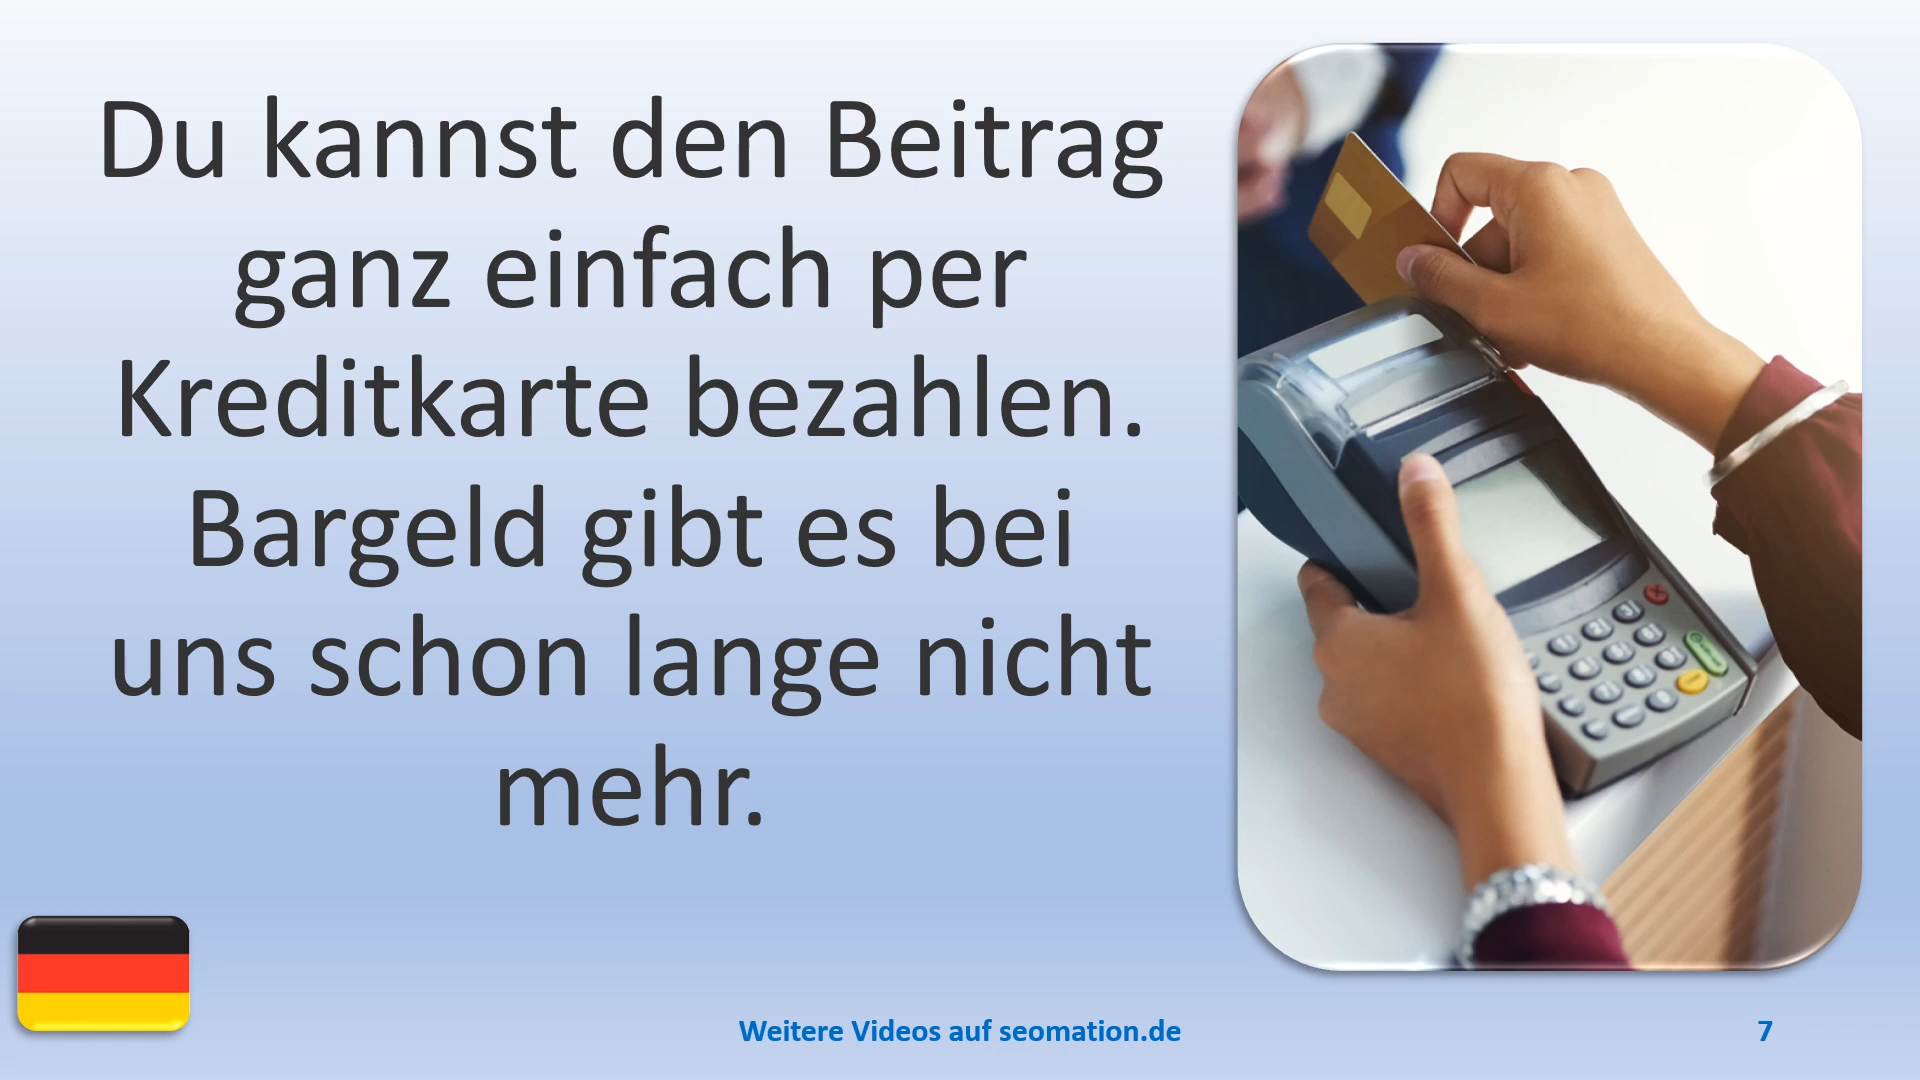 Du kannst den Beitrag
ganz einfach per
Kreditkarte bezahlen.
Bargeld gibt es bei
uns schon lange nicht
mehr.
Weitere Videos auf seomation.de
7